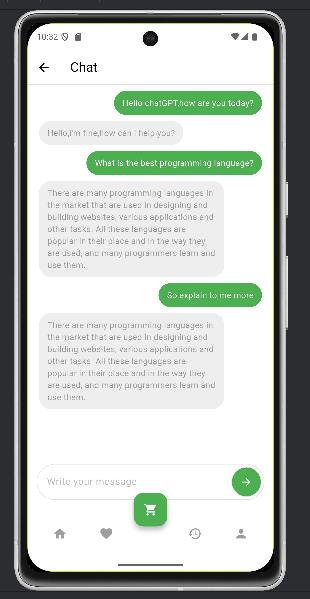 10:32
Chat
Hello chatGPT,how are you today?
Hello,i'm fine,how can i help you?
What is the best programming language?
There are many programming languages in
the market that are used in designing and
building websites, various applications and
other tasks. All these languages are
popular in their place and in the way they
are used, and many programmers learn and
use them.
So explain to me more
There are many programming languages in
the market that are used in designing and
building websites, various applications and
other tasks. All these languages are
popular in their place and in the way they
are used, and many programmers learn and
use them.
Write your message